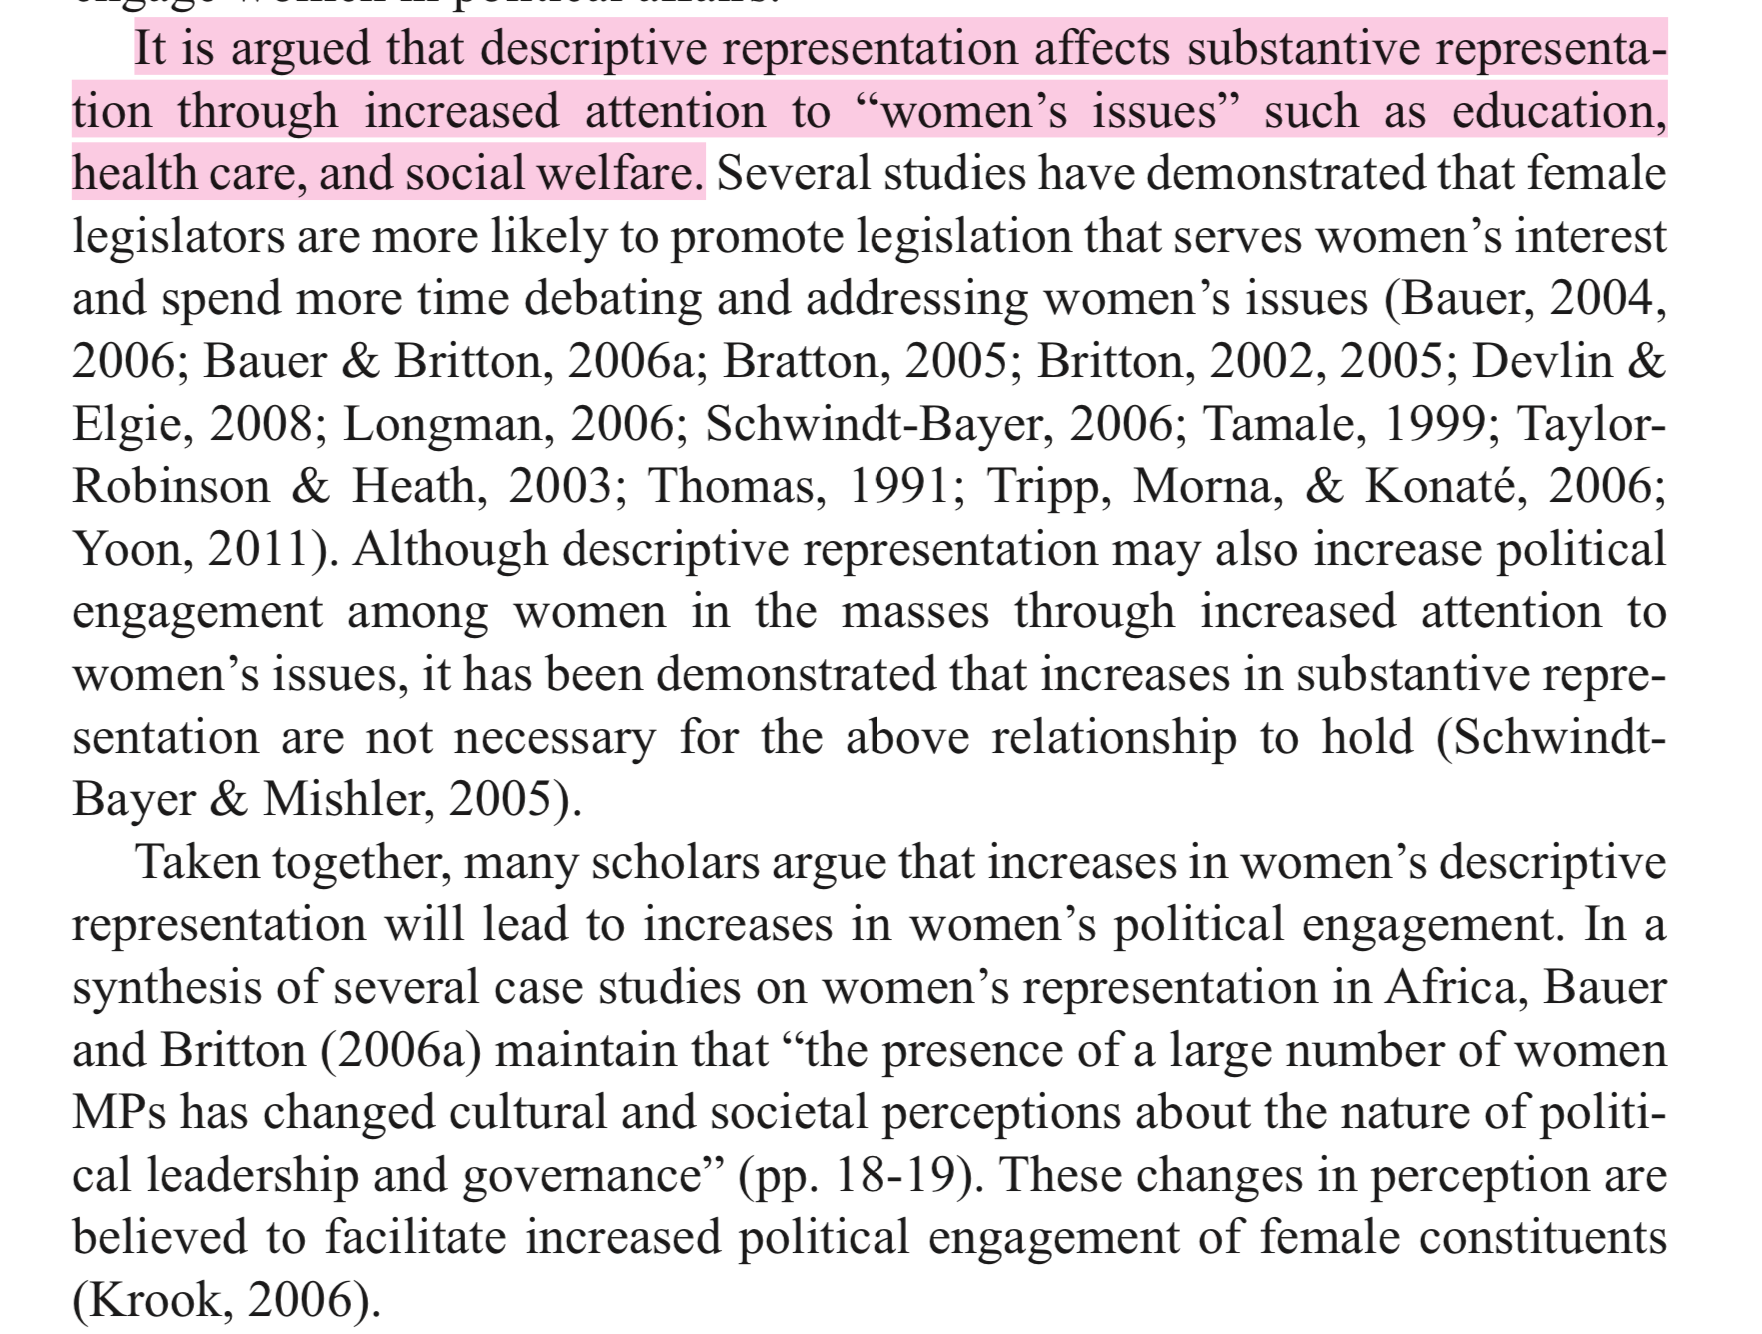 engage women in political affairs.
It is argued that descriptive representation affects substantive representa-
tion through increased attention to “women’s issues” such as education,
health care, and social welfare. Several studies have demonstrated that female
legislators are more likely to promote legislation that serves women’s interest
and spend more time debating and addressing women’s issues (Bauer, 2004,
2006; Bauer & Britton, 2006a; Bratton, 2005; Britton, 2002, 2005; Devlin &
Elgie, 2008; Longman, 2006; Schwindt-Bayer, 2006; Tamale, 1999; Taylor-
Robinson & Heath, 2003; Thomas, 1991; Tripp, Morna, & Konaté, 2006;
Yoon, 2011). Although descriptive representation may also increase political
engagement among women in the masses through increased attention to
women’s issues, it has been demonstrated that increases in substantive repre-
sentation are not necessary for the above relationship to hold (Schwindt-
Bayer & Mishler, 2005).
Taken together, many scholars argue that increases in women’s descriptive
representation will lead to increases in women’s political engagement. In a
synthesis of several case studies on women’s representation in Africa, Bauer
and Britton (2006a) maintain that “the presence of a large number of women
MPs has changed cultural and societal perceptions about the nature of politi-
cal leadership and governance” (pp. 18-19). These changes in perception are
believed to facilitate increased political engagement of female constituents
(Krook, 2006).